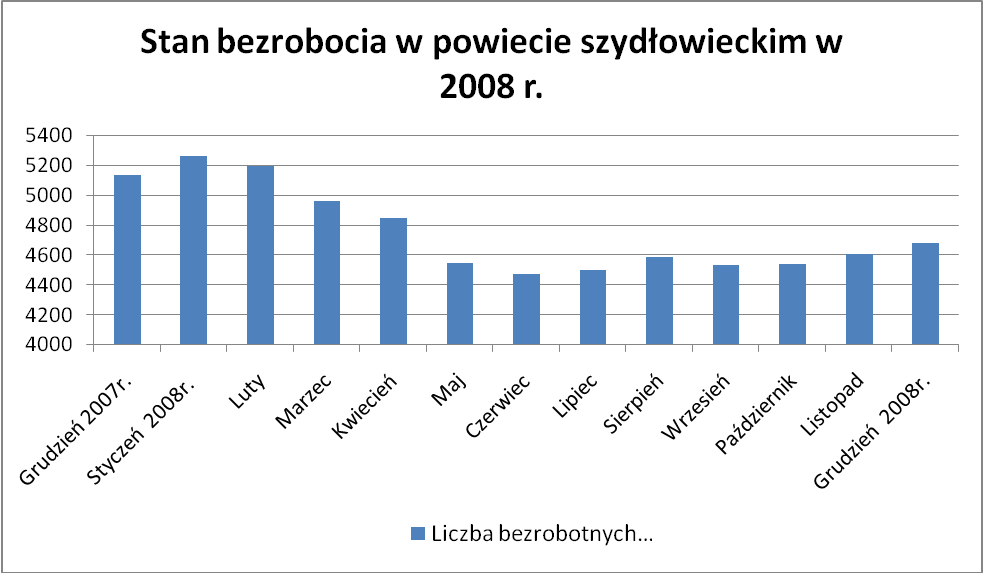 Stan bezrobocia w powiecie szydłowieckim w
2008 r.
5400
5200
5000
4800
4600
4400
4200
4000
Grudzień 2007r.
Styczeń 2008r.
Luty
Marzec
Kwiecień
Maj
Czerwiec
Lipiec
Sierpień
Wrzesień
Październik
Listopad
Grudzień 2008r.
Liczba bezrobotnych...